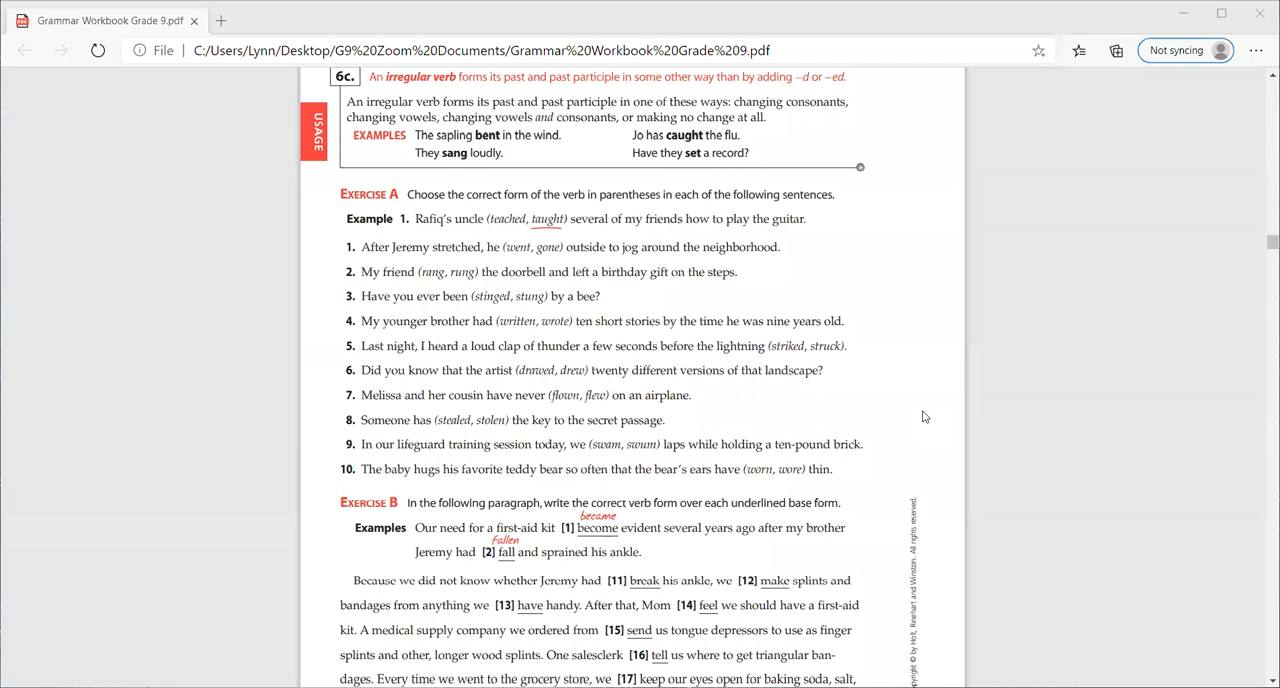 Grammar Workbook Grade 9.pdf
File C:/Users/Lynn/Desktop/G9%20Zoom%20Documents/Grammar%20Workbook%20Grade%209.pdf
Not syncing
6c. An irregular verb forms its past and past participle in some other way than by adding –d or –ed.
USAGE
An irregular verb forms its past and past participle in one of these ways: changing consonants,
changing vowels, changing vowels and consonants, or making no change at all.
EXAMPLES The sapling bent in the wind. Jo has caught the flu.
They sang loudly. Have they set a record?
EXERCISE A Choose the correct form of the verb in parentheses in each of the following sentences.
Example 1. Rafiq's uncle (teached, taught) several of my friends how to play the guitar.
1. After Jeremy stretched, he (went, gone) outside to jog around the neighborhood.
2. My friend (rang, rung) the doorbell and left a birthday gift on the steps.
3. Have you ever been (stinged, stung) by a bee?
4. My younger brother had (written, wrote) ten short stories by the time he was nine years old.
5. Last night, I heard a loud clap of thunder a few seconds before the lightning (striked, struck).
6. Did you know that the artist (drawed, drew) twenty different versions of that landscape?
7. Melissa and her cousin have never (flown, flew) on an airplane.
8. Someone has (stealed, stolen) the key to the secret passage.
9. In our lifeguard training session today, we (swam, swum) laps while holding a ten-pound brick.
10. The baby hugs his favorite teddy bear so often that the bear's ears have (worn, wore) thin.
EXERCISE B In the following paragraph, write the correct verb form over each underlined base form.
became
Examples Our need for a first-aid kit [1] become evident several years ago after my brother
fallen
Jeremy had [2] fall and sprained his ankle.
Because we did not know whether Jeremy had [11] break his ankle, we [12] make splints and
bandages from anything we [13] have handy. After that, Mom [14] feel we should have a first-aid
kit. A medical supply company we ordered from [15] send us tongue depressors to use as finger
splints and other, longer wood splints. One salesclerk [16] tell us where to get triangular ban-
dages. Every time we went to the grocery store, we [17] keep our eyes open for baking soda, salt,
pyright © by Holt, Rinehart and Winston. All rights reserved.